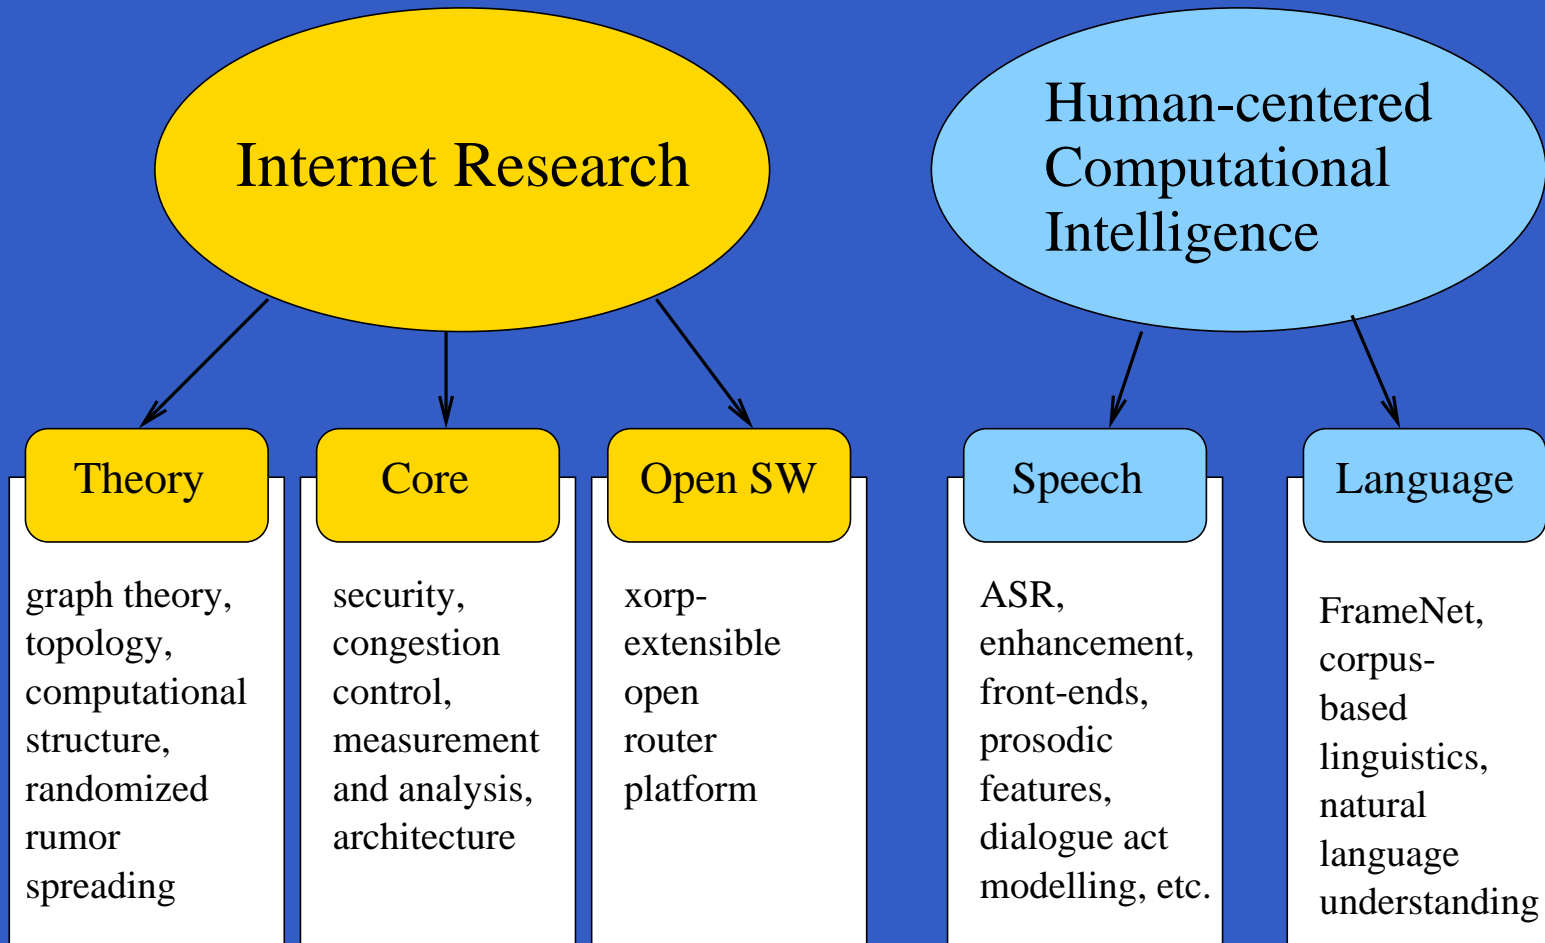 Internet Research
Human-centered
Computational
Intelligence
Theory
graph theory,
topology,
computational
structure,
randomized
rumor
spreading
Core
security,
congestion
control,
measurement
and analysis,
architecture
Open SW
xorp-
extensible
open
router
platform
Speech
ASR,
enhancement,
front-ends,
prosodic
features,
dialogue act
modelling, etc.
Language
FrameNet,
corpus-
based
linguistics,
natural
language
understanding